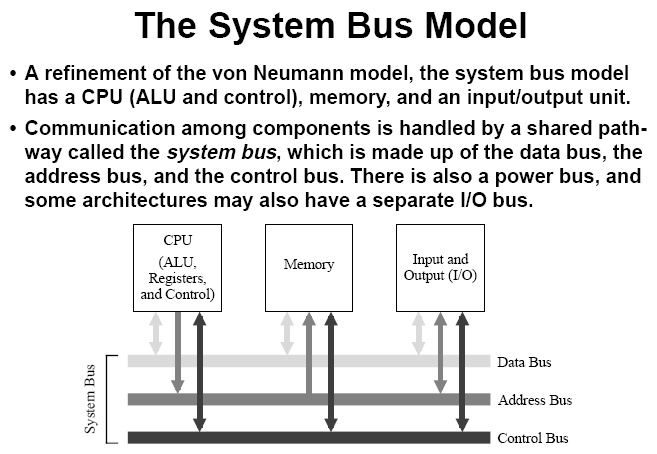 The System Bus Model
• A refinement of the von Neumann model, the system bus model
has a CPU (ALU and control), memory, and an input/output unit.
• Communication among components is handled by a shared path-
way called the system bus, which is made up of the data bus, the
address bus, and the control bus. There is also a power bus, and
some architectures may also have a separate I/O bus.
CPU
(ALU,
Registers,
and Control)
Memory
Input and
Output (I/O)
System Bus
Data Bus
Address Bus
Control Bus